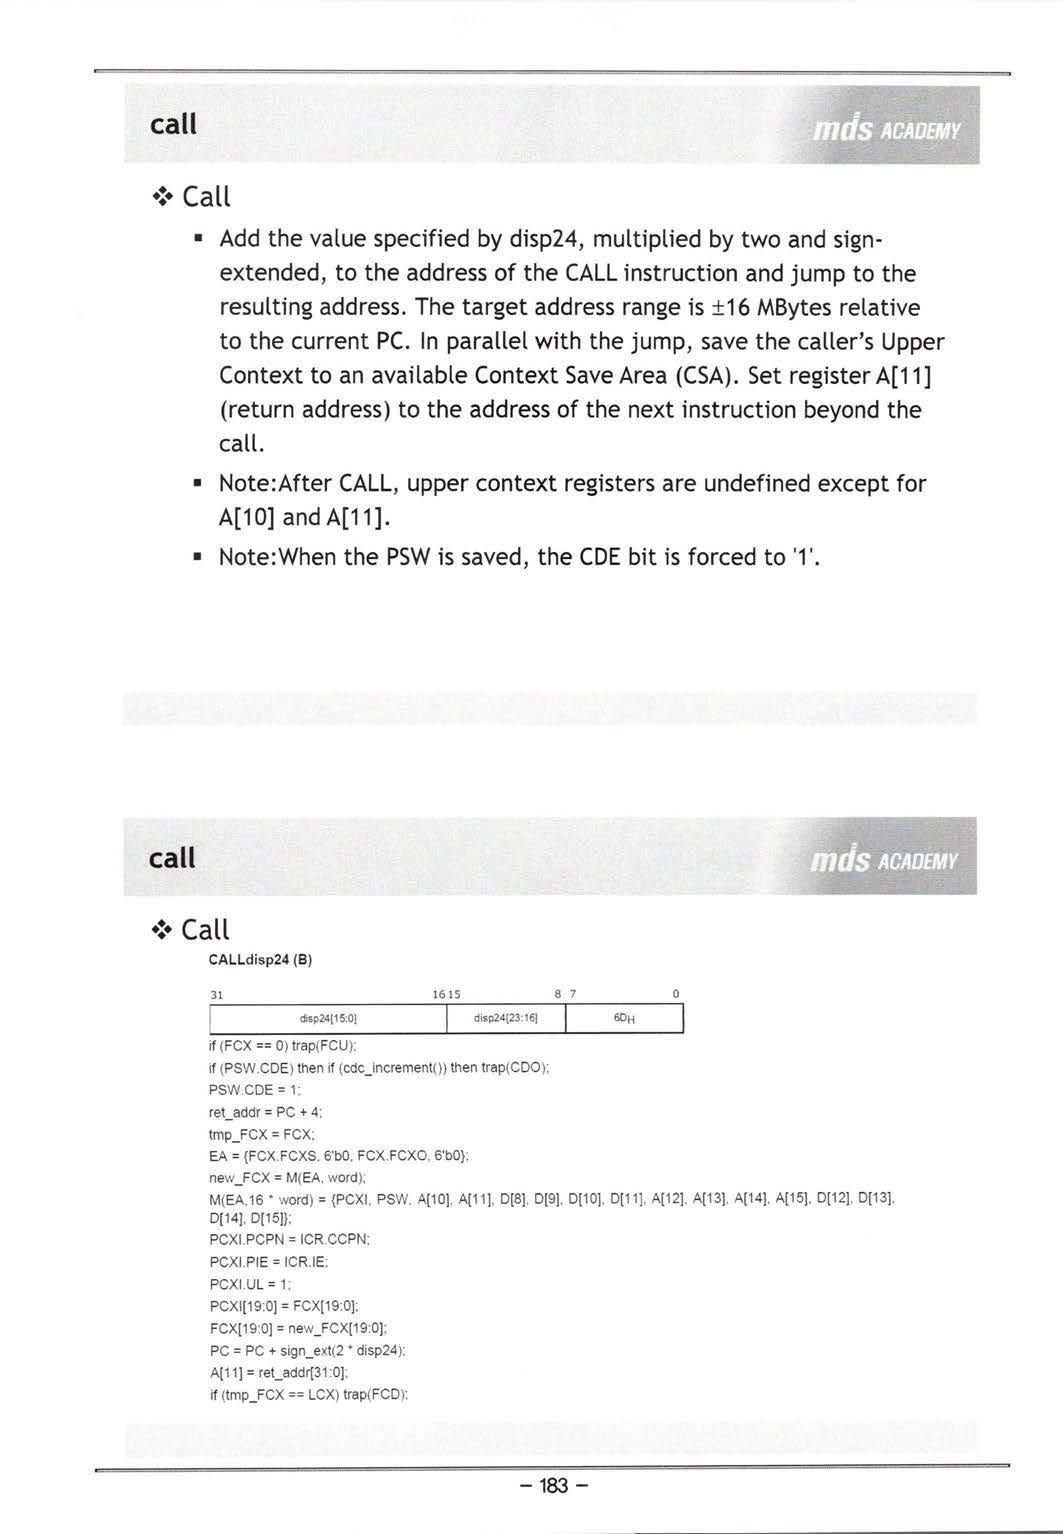 call
mds ACADEMY
❖ Call
▪ Add the value specified by disp24, multiplied by two and sign-
extended, to the address of the CALL instruction and jump to the
resulting address. The target address range is ±16 MBytes relative
to the current PC. In parallel with the jump, save the caller's Upper
Context to an available Context Save Area (CSA). Set register A[11]
(return address) to the address of the next instruction beyond the
call.
▪ Note:After CALL, upper context registers are undefined except for
A[10] and A[11].
▪ Note:When the PSW is saved, the CDE bit is forced to '1'.
call
mds ACADEMY
❖ Call
CALLdisp24 (B)
31 16 15 8 7 0
disp24[15:0] disp24[23:16] 6DH
if (FCX == 0) trap(FCU);
if (PSW.CDE) then if (cdc_increment()) then trap(CDO);
PSW.CDE = 1;
ret_addr = PC + 4;
tmp_FCX = FCX;
EA = {FCX.FCXS, 6'b0, FCX.FCXO, 6'b0};
new_FCX = M(EA, word);
M(EA,16 * word) = {PCXI, PSW, A[10], A[11], D[8], D[9], D[10], D[11], A[12], A[13], A[14], A[15], D[12], D[13],
D[14], D[15]};
PCXI.PCPN = ICR.CCPN;
PCXI.PIE = ICR.IE;
PCXI.UL = 1;
PCXI[19:0] = FCX[19:0];
FCX[19:0] = new_FCX[19:0];
PC = PC + sign_ext(2 * disp24);
A[11] = ret_addr[31:0];
if (tmp_FCX == LCX) trap(FCD);
– 183 –